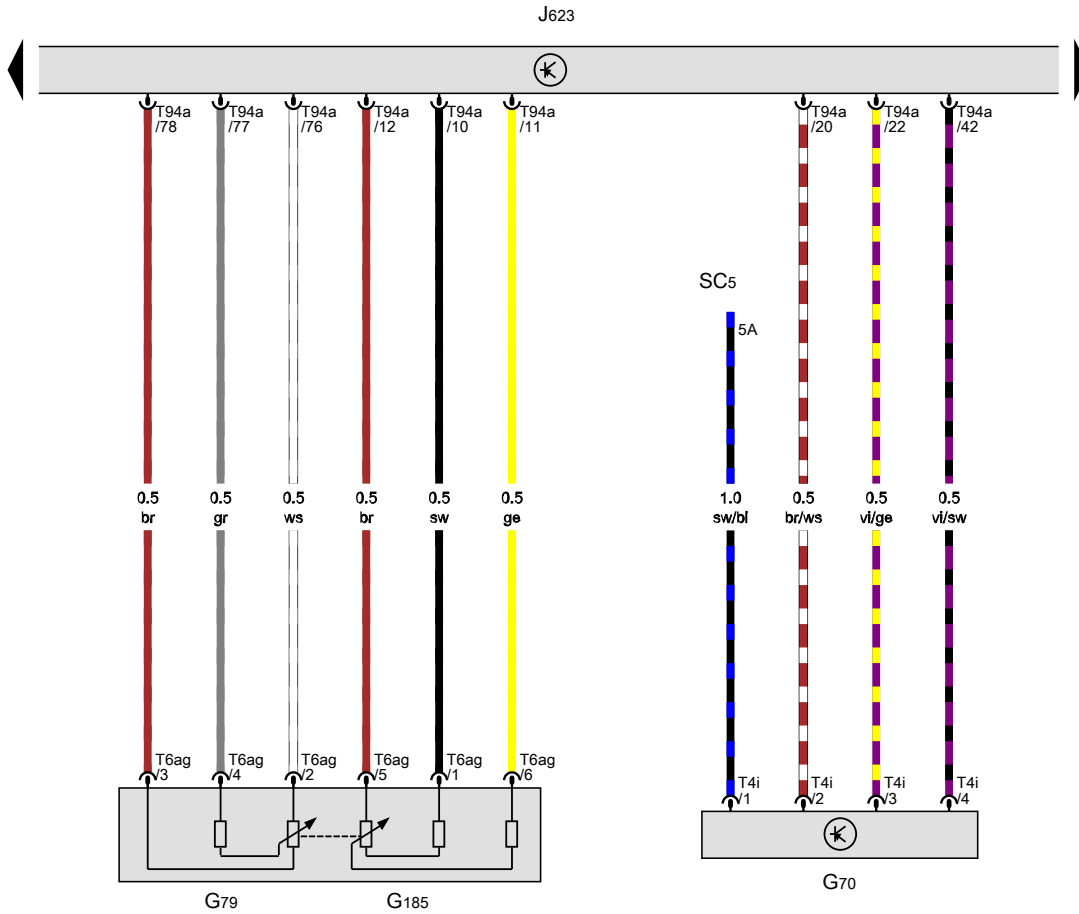 J623
T94a T94a T94a T94a T94a T94a T94a T94a T94a
/78 /77 /76 /12 /10 /11 /20 /22 /42
SC5
5A
0.5 0.5 0.5 0.5 0.5 0.5 1.0 0.5 0.5 0.5
br gr ws br sw ge sw/bl br/ws vi/ge vi/sw
T6ag T6ag T6ag T6ag T6ag T6ag T4i T4i T4i T4i
/3 /4 /2 /5 /1 /6 /1 /2 /3 /4
G79 G185 G70